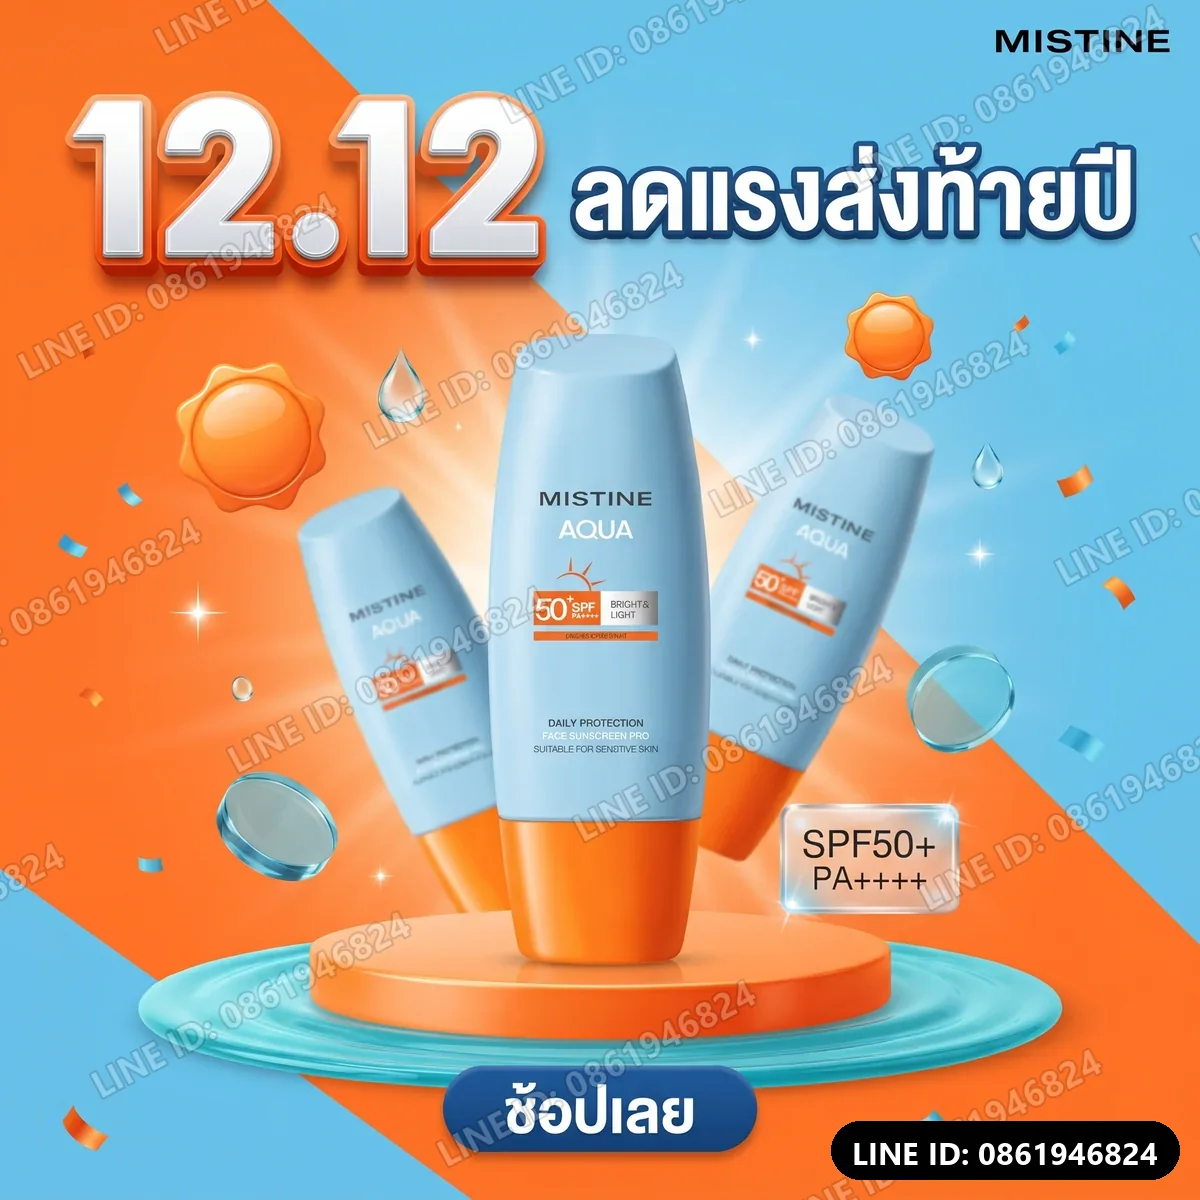 MISTINE
12.12
ลดแรงส่งท้ายปี
MISTINE
AQUA
50+ SPF
PA++++
BRIGHT&
LIGHT
DAILY PROTECTION
FACE SUNSCREEN PRO
SUITABLE FOR SENSITIVE SKIN
MISTINE
AQUA
MISTINE
AQUA
50+ SPF
SPF50+
PA++++
ช้อปเลย
LINE ID: 0861946824